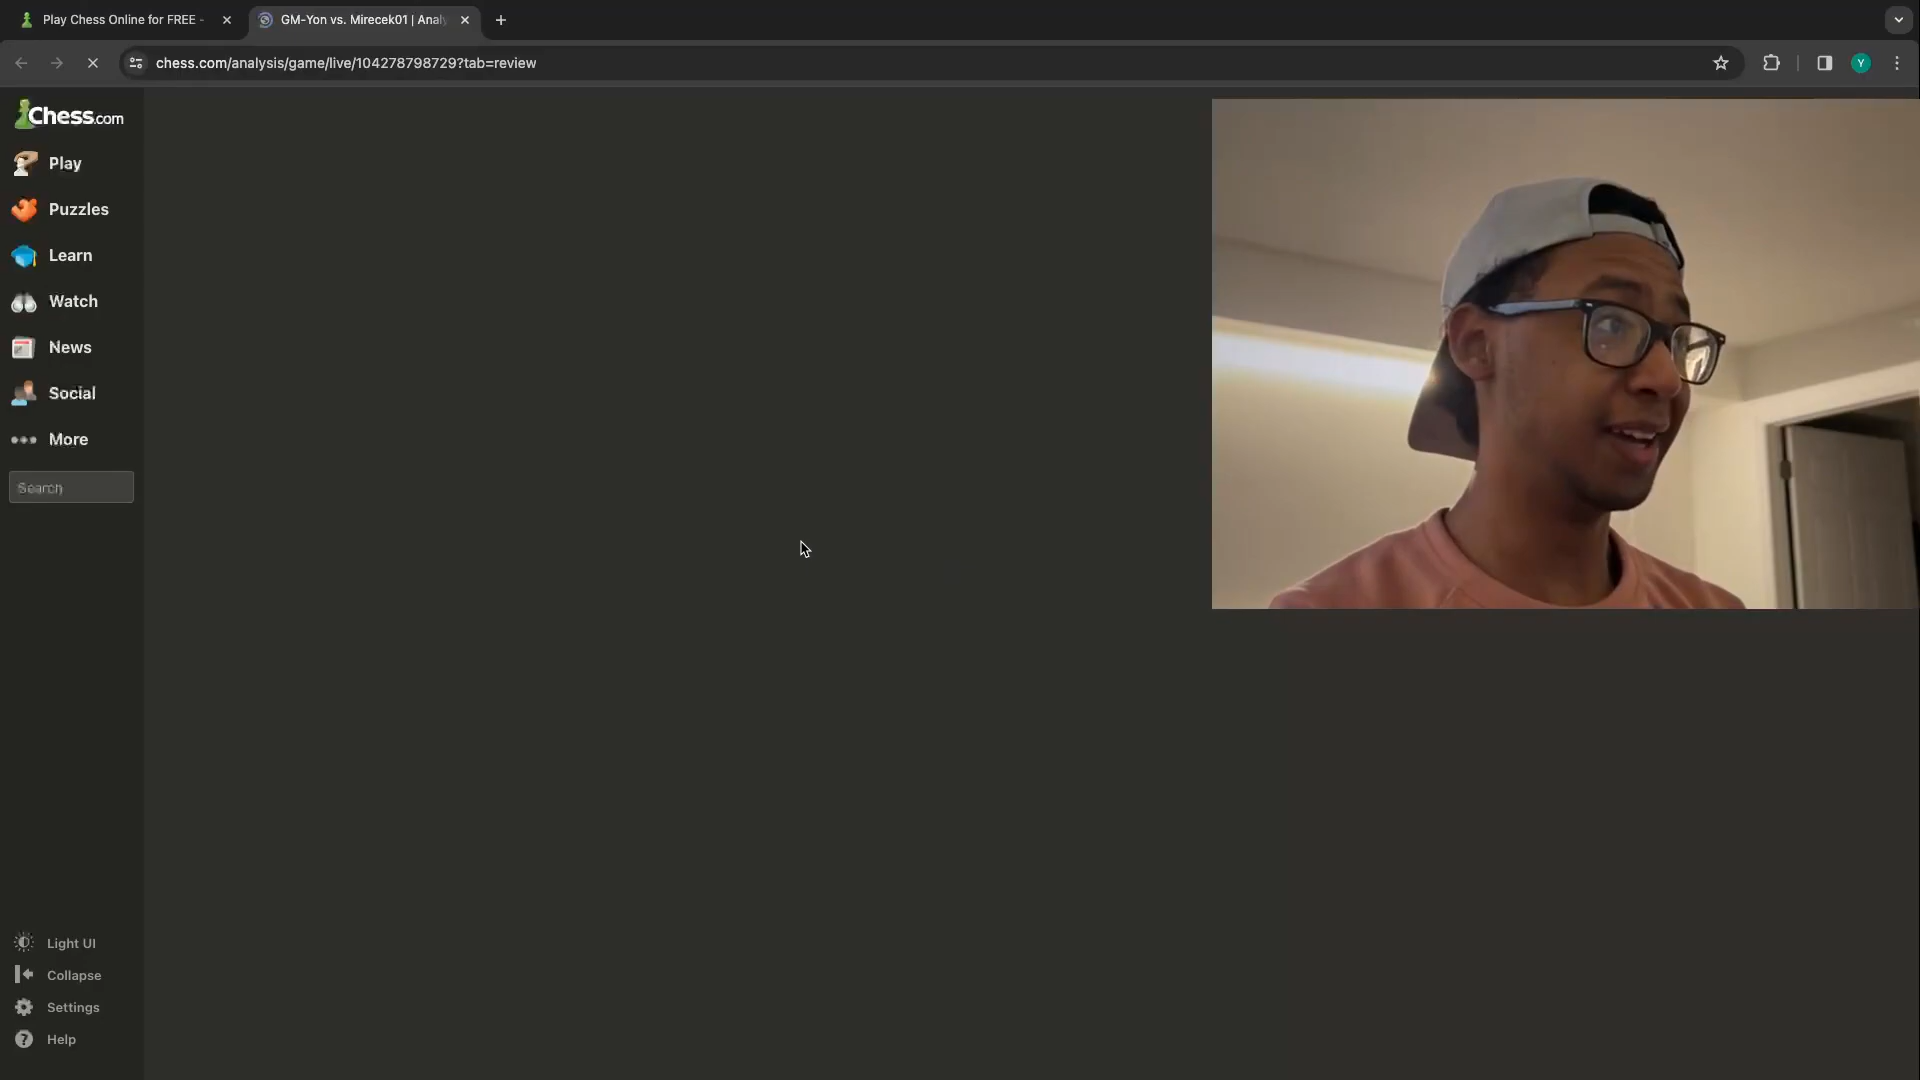 Play Chess Online for FREE -
GM-Yon vs. Mirecek01 | Analy
chess.com/analysis/game/live/104278798729?tab=review
Y
Chess.com
Play
Puzzles
Learn
Watch
News
Social
More
Search
Light UI
Collapse
Settings
Help